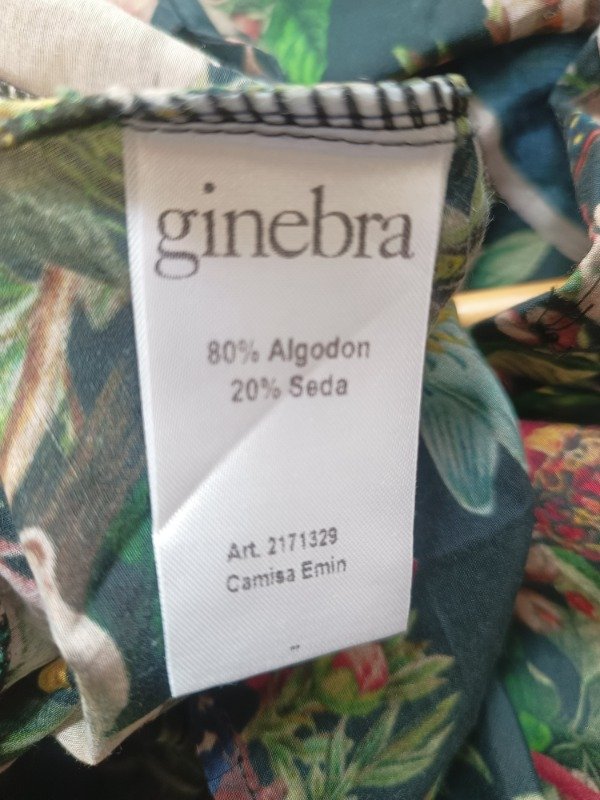 ginebra
80% Algodon
20% Seda
Art. 2171329
Camisa Emin